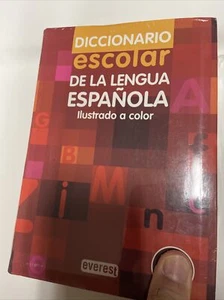 DICCIONARIO
escolar
DE LA LENGUA
ESPAÑOLA
Ilustrado a color
everest